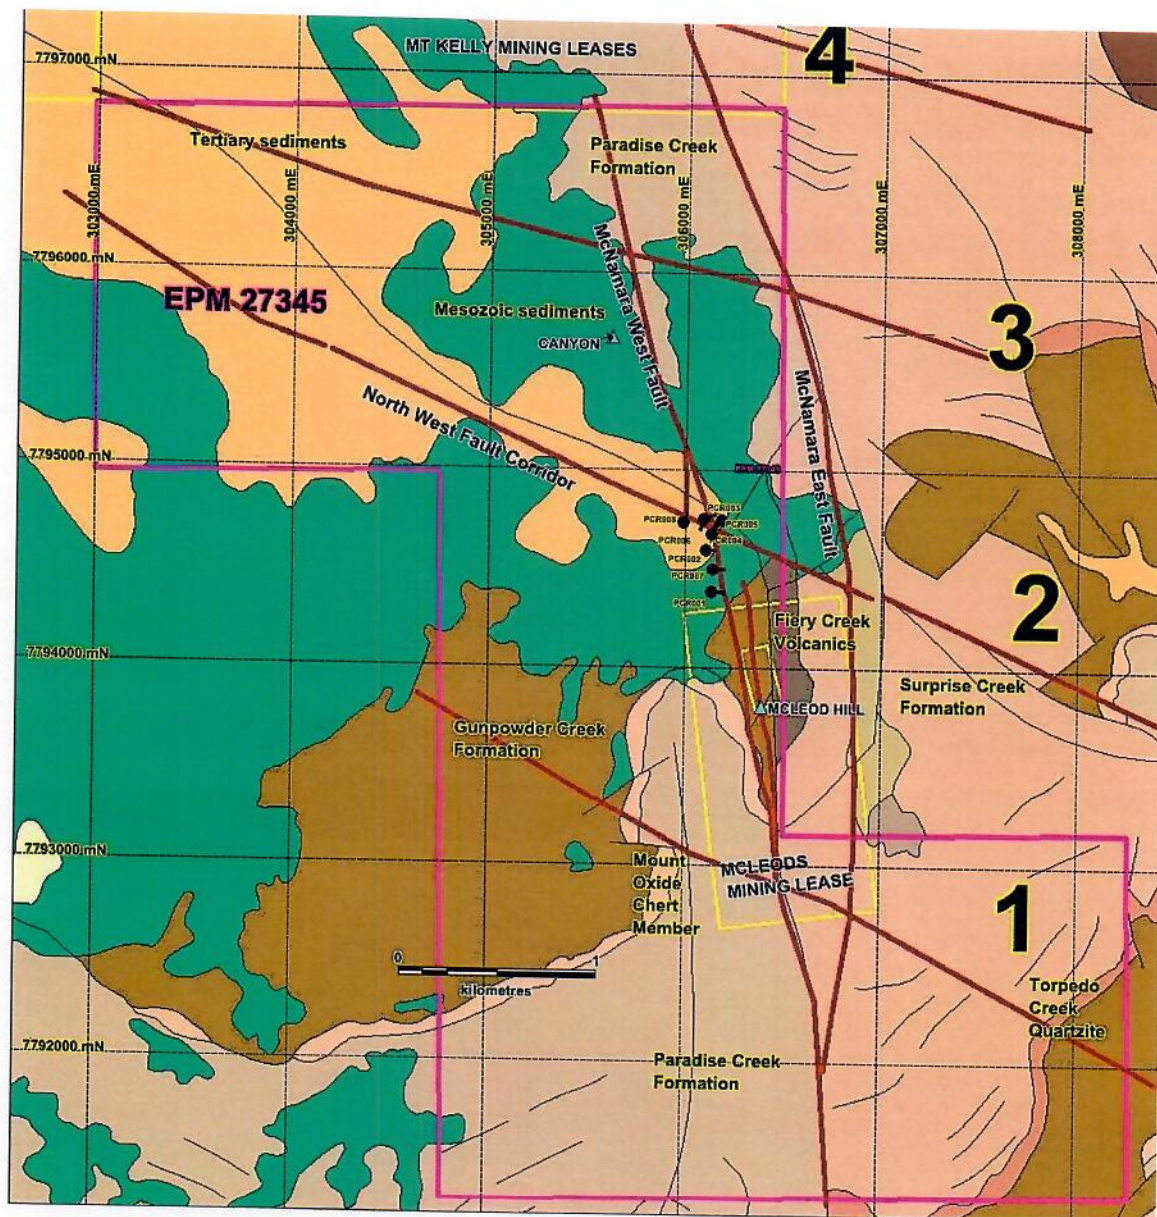 MT KELLY MINING LEASES
4
7797000 mN
Tertiary sediments
Paradise Creek
Formation
303000 mE
304000 mE
305000 mE
306000 mE
307000 mE
308000 mE
7796000 mN
EPM 27345
Mesozoic sediments
CANYON
McNamara West Fault
3
North West Fault Corridor
McNamara East Fault
7795000 mN
PCR003
PCR005
PCR006
PCR004
PCR002
PCR007
PCR001
2
Fiery Creek
Volcanics
7794000 mN
Surprise Creek
Formation
MCLEOD HILL
Gunpowder Creek
Formation
7793000 mN
Mount
Oxide
Chert
Member
MCLEODS
MINING LEASE
1
0
1
kilometres
Torpedo
Creek
Quartzite
7792000 mN
Paradise Creek
Formation